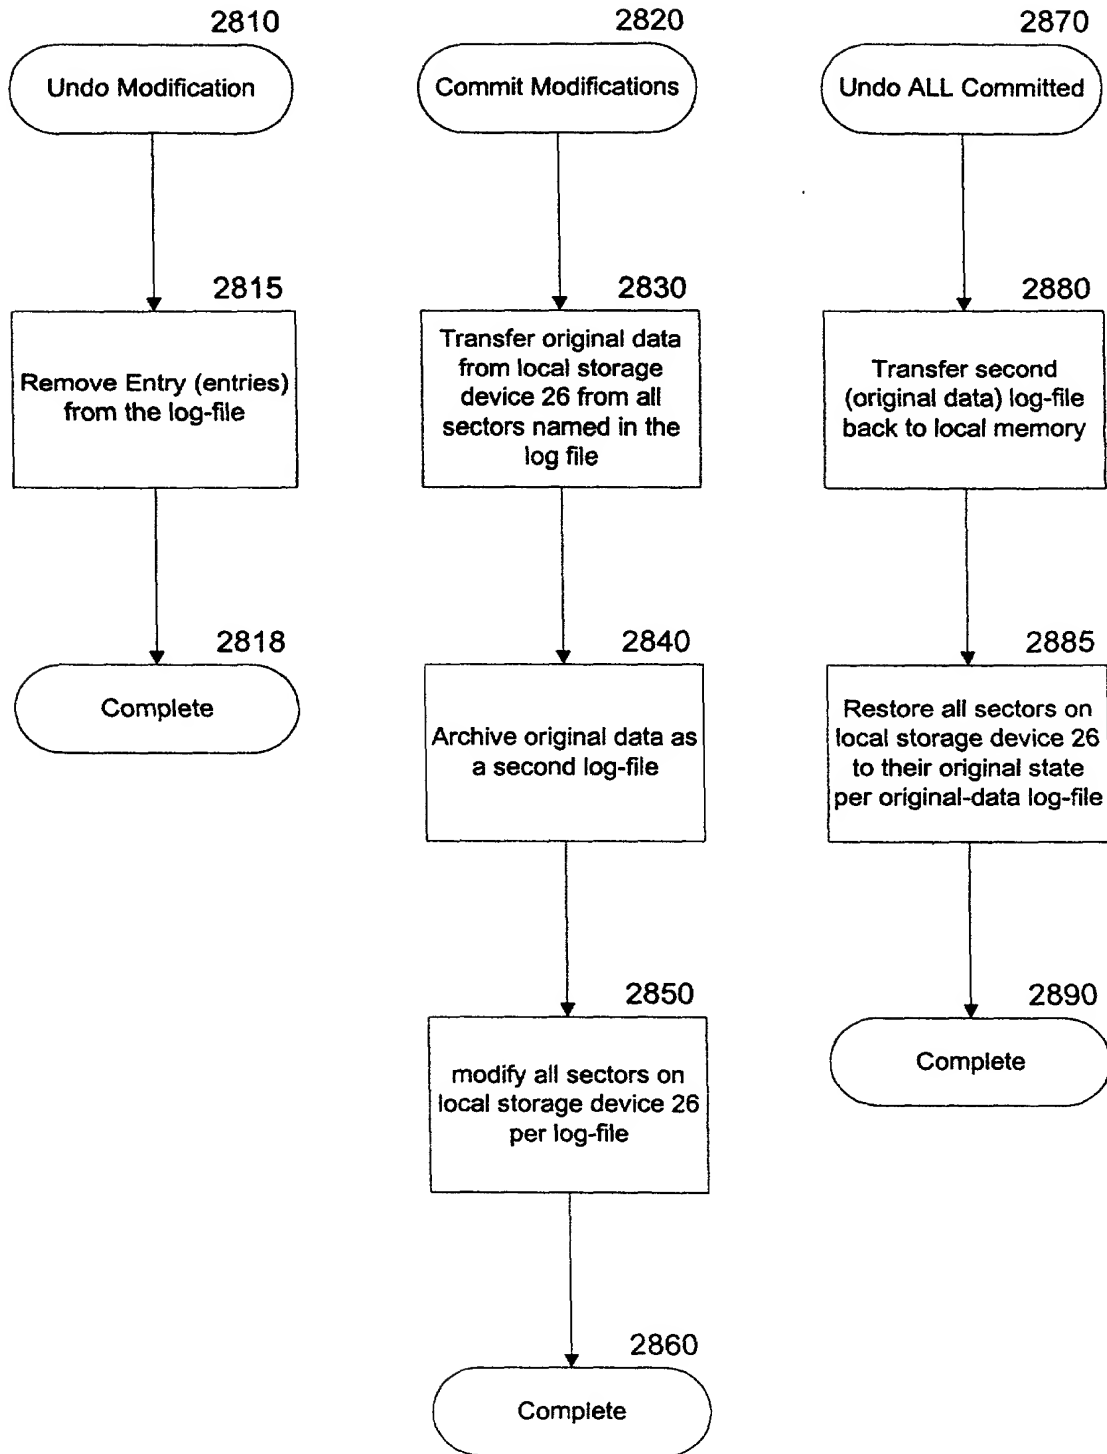 2810
Undo Modification
2815
Remove Entry (entries)
from the log-file
2818
Complete
2820
Commit Modifications
2830
Transfer original data
from local storage
device 26 from all
sectors named in the
log file
2840
Archive original data as
a second log-file
2850
modify all sectors on
local storage device 26
per log-file
2860
Complete
2870
Undo ALL Committed
2880
Transfer second
(original data) log-file
back to local memory
2885
Restore all sectors on
local storage device 26
to their original state
per original-data log-file
2890
Complete